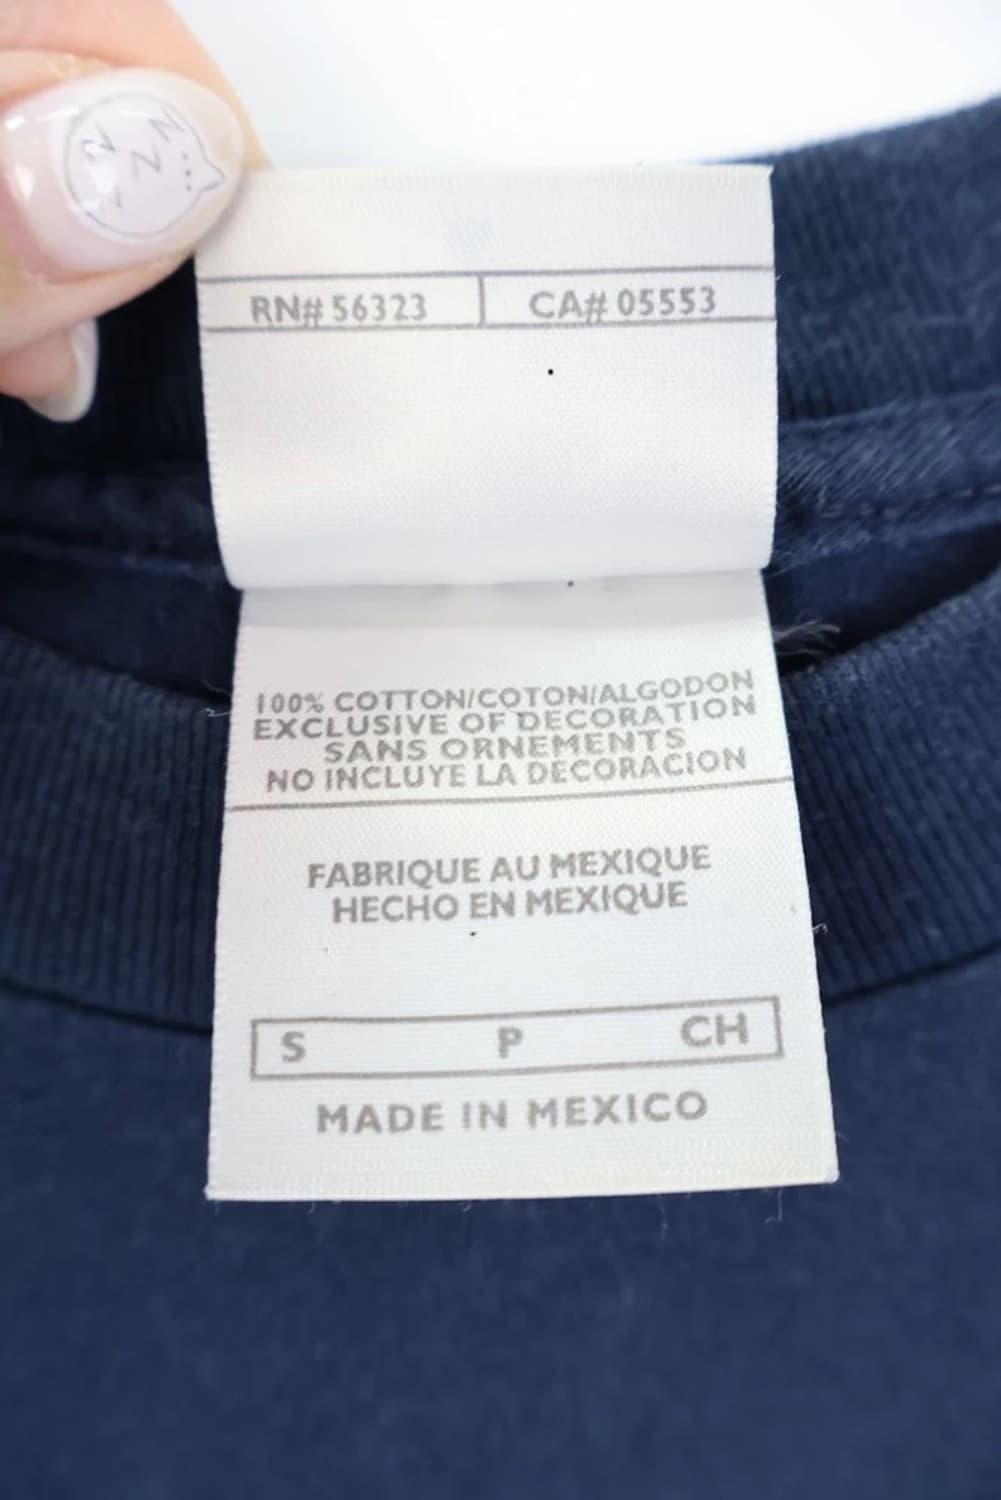 Z Z Z Z ...
RN# 56323 CA# 05553
100% COTTON/COTON/ALGODON
EXCLUSIVE OF DECORATION
SANS ORNEMENTS
NO INCLUYE LA DECORACION
FABRIQUE AU MEXIQUE
HECHO EN MEXIQUE
S P CH
MADE IN MEXICO